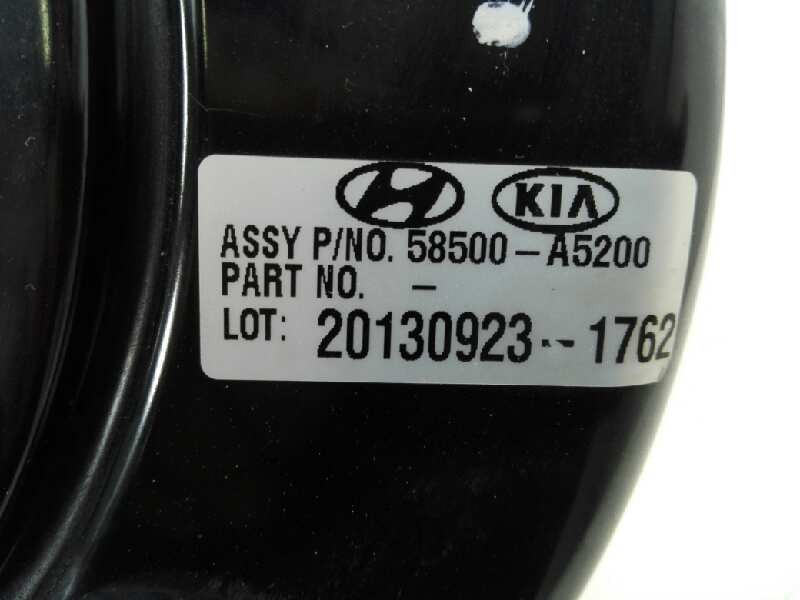 KIA
ASSY P/NO. 58500-A5200
PART NO. -
LOT: 20130923-1762